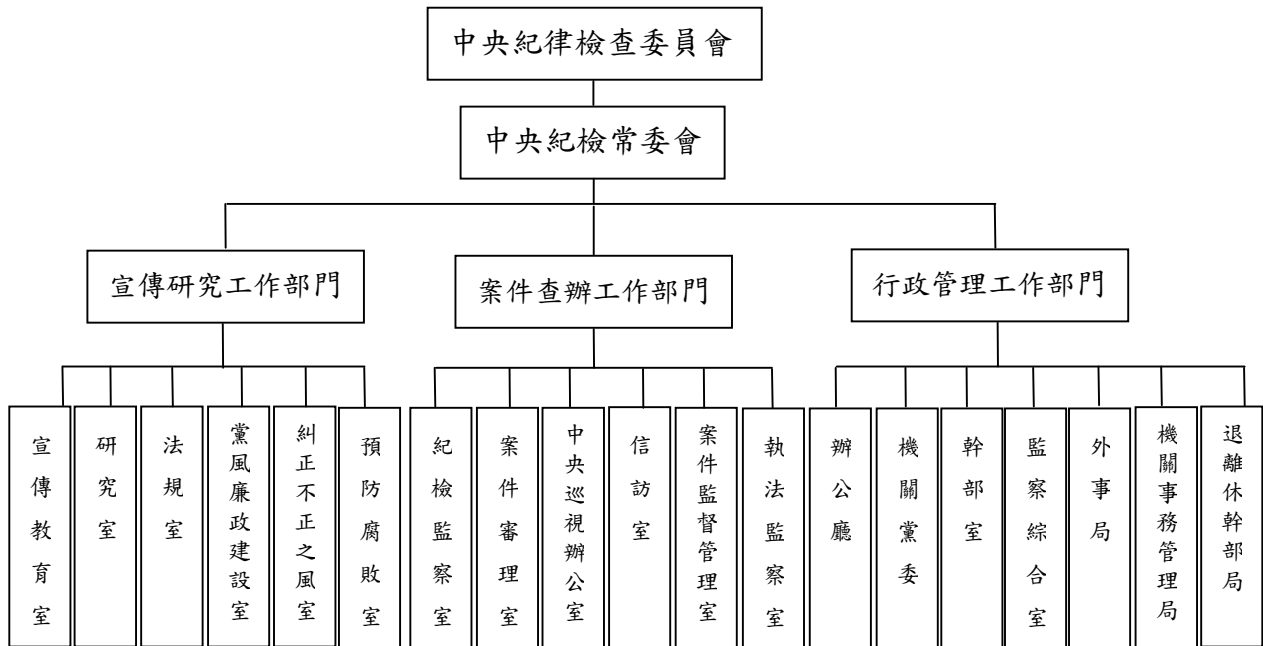 中央紀律檢查委員會
中央紀檢常委會
宣傳研究工作部門
案件查辦工作部門
行政管理工作部門
宣傳教育室
研究室
法規室
黨風廉政建設室
糾正不正之風室
預防腐敗室
紀檢監察室
案件審理室
中央巡視辦公室
信訪室
案件監督管理室
執法監察室
辦公廳
機關黨委
幹部室
監察綜合室
外事局
機關事務管理局
退離休幹部局